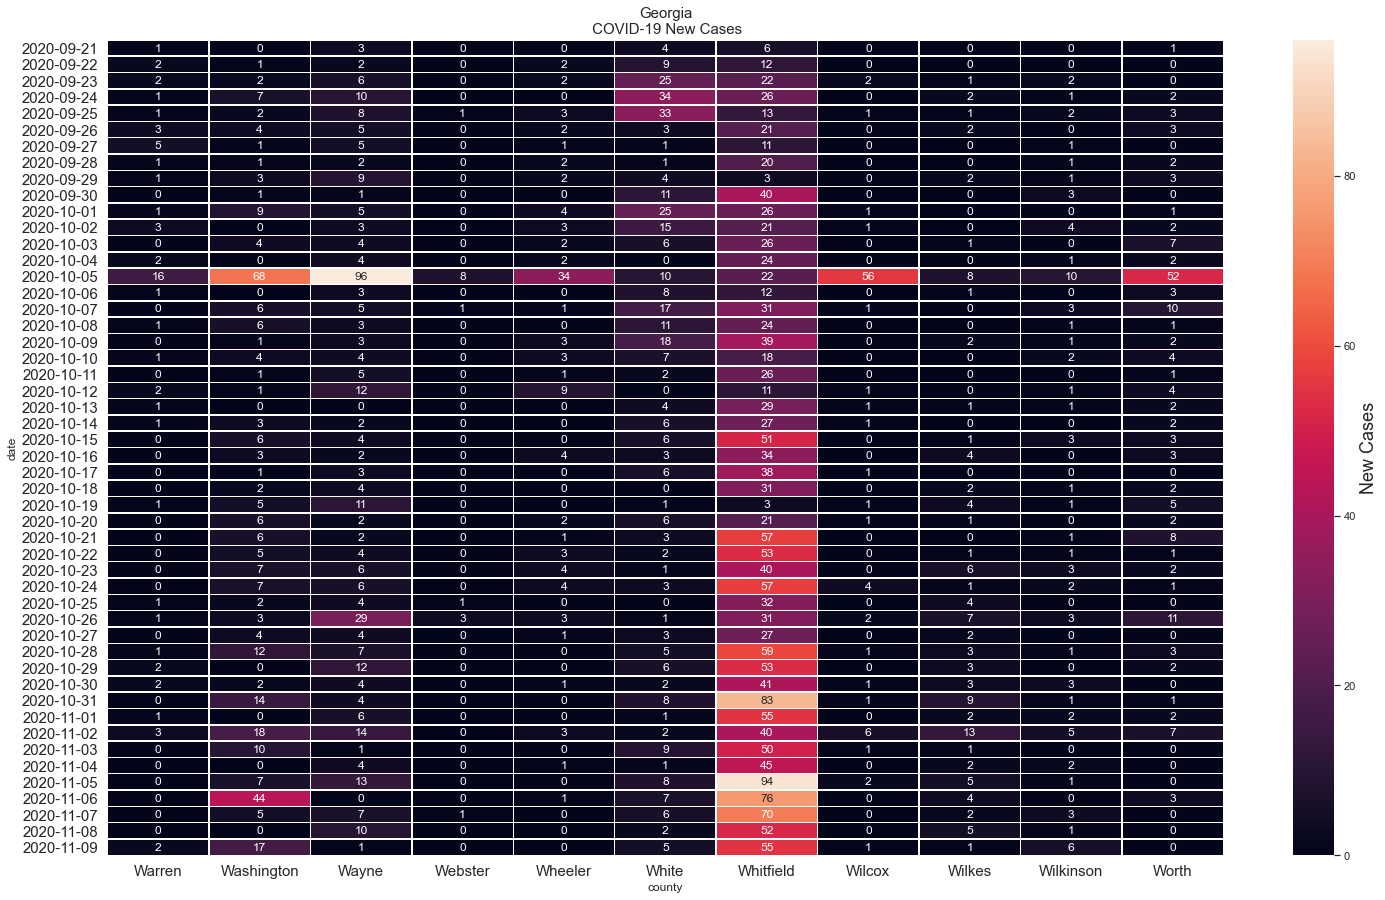 Georgia
COVID-19 New Cases
2020-09-21 1 0 3 0 0 4 6 0 0 0 1
2020-09-22 2 1 2 0 2 9 12 0 0 0 0
2020-09-23 2 2 6 0 2 25 22 2 1 2 0
2020-09-24 1 7 10 0 0 34 26 0 2 1 2
2020-09-25 1 2 8 1 3 33 13 1 1 2 3
2020-09-26 3 4 5 0 2 3 21 0 2 0 3
2020-09-27 5 1 5 0 1 1 11 0 0 1 0
2020-09-28 1 1 2 0 2 1 20 0 0 1 2
2020-09-29 1 3 9 0 2 4 3 0 2 1 3
2020-09-30 0 1 1 0 0 11 40 0 0 3 0
2020-10-01 1 9 5 0 4 25 26 1 0 0 1
2020-10-02 3 0 3 0 3 15 21 1 0 4 2
2020-10-03 0 4 4 0 2 6 26 0 1 0 7
2020-10-04 2 0 4 0 2 0 24 0 0 1 2
2020-10-05 16 68 96 8 34 10 22 56 8 10 52
2020-10-06 1 0 3 0 0 8 12 0 1 0 3
2020-10-07 0 6 5 1 1 17 31 1 0 3 10
2020-10-08 1 6 3 0 0 11 24 0 0 1 1
2020-10-09 0 1 3 0 3 18 39 0 2 1 2
2020-10-10 1 4 4 0 3 7 18 0 0 2 4
2020-10-11 0 1 5 0 1 2 26 0 0 0 1
2020-10-12 2 1 12 0 9 0 11 1 0 1 4
2020-10-13 1 0 0 0 0 4 29 1 1 1 2
2020-10-14 1 3 2 0 0 6 27 1 0 0 2
2020-10-15 0 6 4 0 0 6 51 0 1 3 3
2020-10-16 0 3 2 0 4 3 34 0 4 0 3
2020-10-17 0 1 3 0 0 6 38 1 0 0 0
2020-10-18 0 2 4 0 0 0 31 0 2 1 2
2020-10-19 1 5 11 0 0 1 3 1 4 1 5
2020-10-20 0 6 2 0 2 6 21 1 1 0 2
2020-10-21 0 6 2 0 1 3 57 0 0 1 8
2020-10-22 0 5 4 0 3 2 53 0 1 1 1
2020-10-23 0 7 6 0 4 1 40 0 6 3 2
2020-10-24 0 7 6 0 4 3 57 4 1 2 1
2020-10-25 1 2 4 1 0 0 32 0 4 0 0
2020-10-26 1 3 29 3 3 1 31 2 7 3 11
2020-10-27 0 4 4 0 1 3 27 0 2 0 0
2020-10-28 1 12 7 0 0 5 59 1 3 1 3
2020-10-29 2 0 12 0 0 6 53 0 3 0 2
2020-10-30 2 2 4 0 1 2 41 1 3 3 0
2020-10-31 0 14 4 0 0 8 83 1 9 1 1
2020-11-01 1 0 6 0 0 1 55 0 2 2 2
2020-11-02 3 18 14 0 3 2 40 6 13 5 7
2020-11-03 0 10 1 0 0 9 50 1 1 0 0
2020-11-04 0 0 4 0 1 1 45 0 2 2 0
2020-11-05 0 7 13 0 0 8 94 2 5 1 0
2020-11-06 0 44 0 0 1 7 76 0 4 0 3
2020-11-07 0 5 7 1 0 6 70 0 2 3 0
2020-11-08 0 0 10 0 0 2 52 0 5 1 0
2020-11-09 2 17 1 0 0 5 55 1 1 6 0
Warren Washington Wayne Webster Wheeler White Whitfield Wilcox Wilkes Wilkinson Worth
county
date
80
60
40
20
0
New Cases